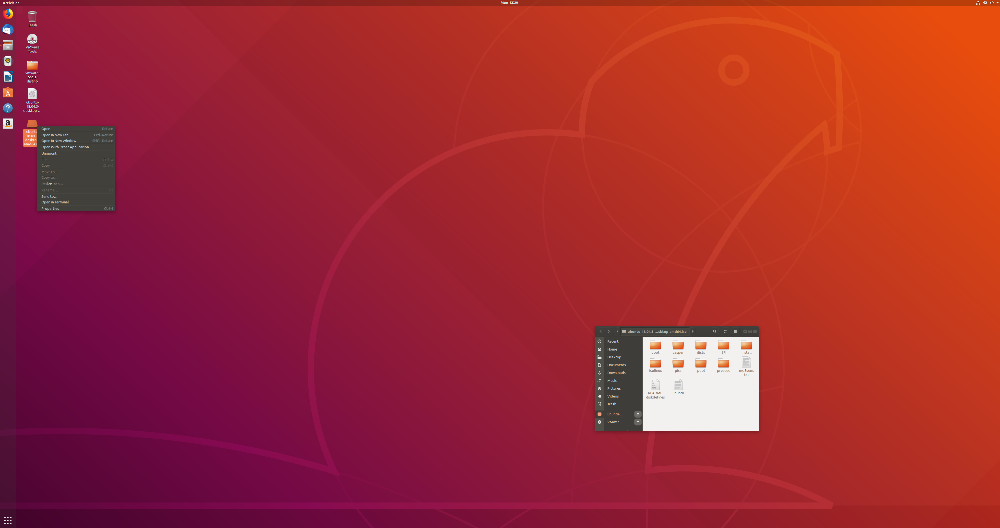 Activities
Mon 13:29
Trash
VMware
Tools
vmware-
tools-
distrib
ubuntu-
18.04.3-
desktop-...
ubuntu
18.04.
deskto
amd64.
Open Return
Open In New Tab Ctrl+Return
Open In New Window Shift+Return
Open With Other Application
Unmount
Cut Ctrl+X
Copy Ctrl+C
Move to...
Copy to...
Resize Icon...
Rename... F2
Send to...
Open in Terminal
Properties Ctrl+I
ubuntu-18.04.3-...sktop-amd64.iso
Recent
Home
Desktop
Documents
Downloads
Music
Pictures
Videos
Trash
ubuntu-...
VMwar...
boot casper dists EFI install
isolinux pics pool preseed md5sum.
txt
README.
diskdefines
ubuntu